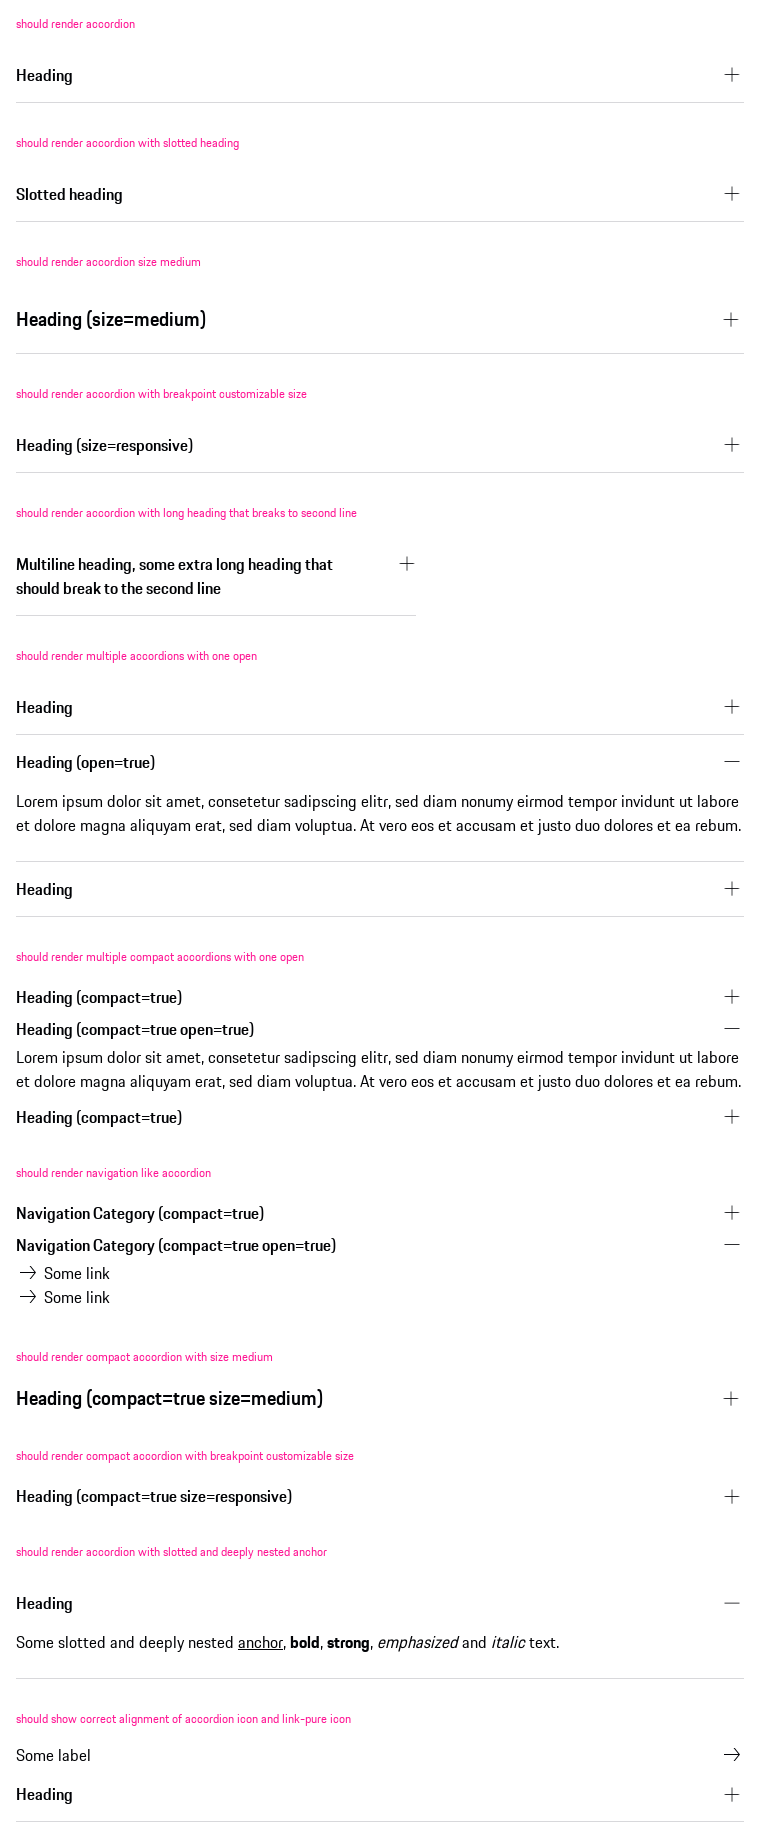 should render accordion
Heading
should render accordion with slotted heading
Slotted heading
should render accordion size medium
Heading (size=medium)
should render accordion with breakpoint customizable size
Heading (size=responsive)
should render accordion with long heading that breaks to second line
Multiline heading, some extra long heading that
should break to the second line
should render multiple accordions with one open
Heading
Heading (open=true)
Lorem ipsum dolor sit amet, consetetur sadipscing elitr, sed diam nonumy eirmod tempor invidunt ut labore
et dolore magna aliquyam erat, sed diam voluptua. At vero eos et accusam et justo duo dolores et ea rebum.
Heading
should render multiple compact accordions with one open
Heading (compact=true)
Heading (compact=true open=true)
Lorem ipsum dolor sit amet, consetetur sadipscing elitr, sed diam nonumy eirmod tempor invidunt ut labore
et dolore magna aliquyam erat, sed diam voluptua. At vero eos et accusam et justo duo dolores et ea rebum.
Heading (compact=true)
should render navigation like accordion
Navigation Category (compact=true)
Navigation Category (compact=true open=true)
Some link
Some link
should render compact accordion with size medium
Heading (compact=true size=medium)
should render compact accordion with breakpoint customizable size
Heading (compact=true size=responsive)
should render accordion with slotted and deeply nested anchor
Heading
Some slotted and deeply nested anchor, bold, strong, emphasized and italic text.
should show correct alignment of accordion icon and link-pure icon
Some label
Heading